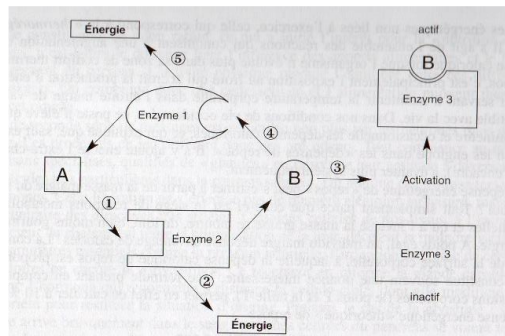 Énergie
⑤
actif
B
Enzyme 1
Enzyme 3
④
A
B
③
Activation
①
Enzyme 2
②
Enzyme 3
Énergie
inactif